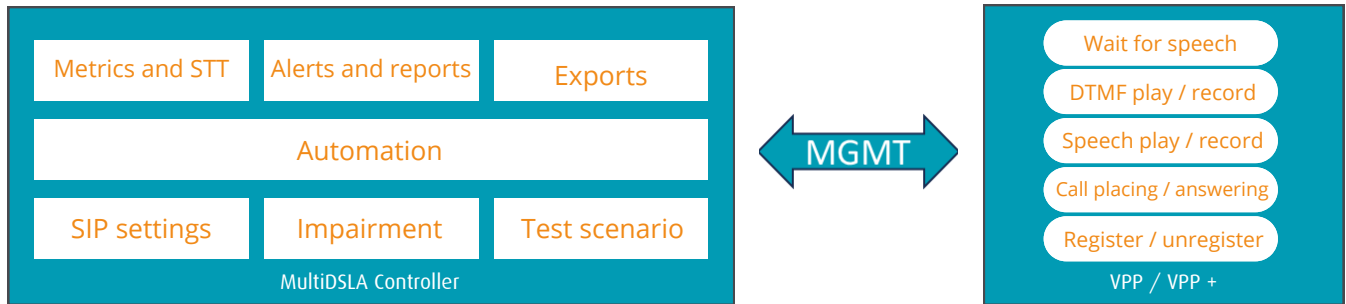 Metrics and STT
Alerts and reports
Exports
Automation
SIP settings
Impairment
Test scenario
MultiDSLA Controller
MGMT
Wait for speech
DTMF play / record
Speech play / record
Call placing / answering
Register / unregister
VPP / VPP +